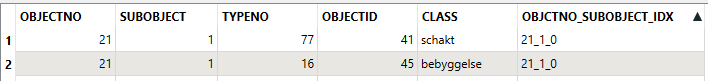 OBJECTNO SUBOBJECT TYPENO OBJECTID CLASS OBJCTNO_SUBOBJECT_IDX
1 21 1 77 41 schakt 21_1_0
2 21 1 16 45 bebyggelse 21_1_0